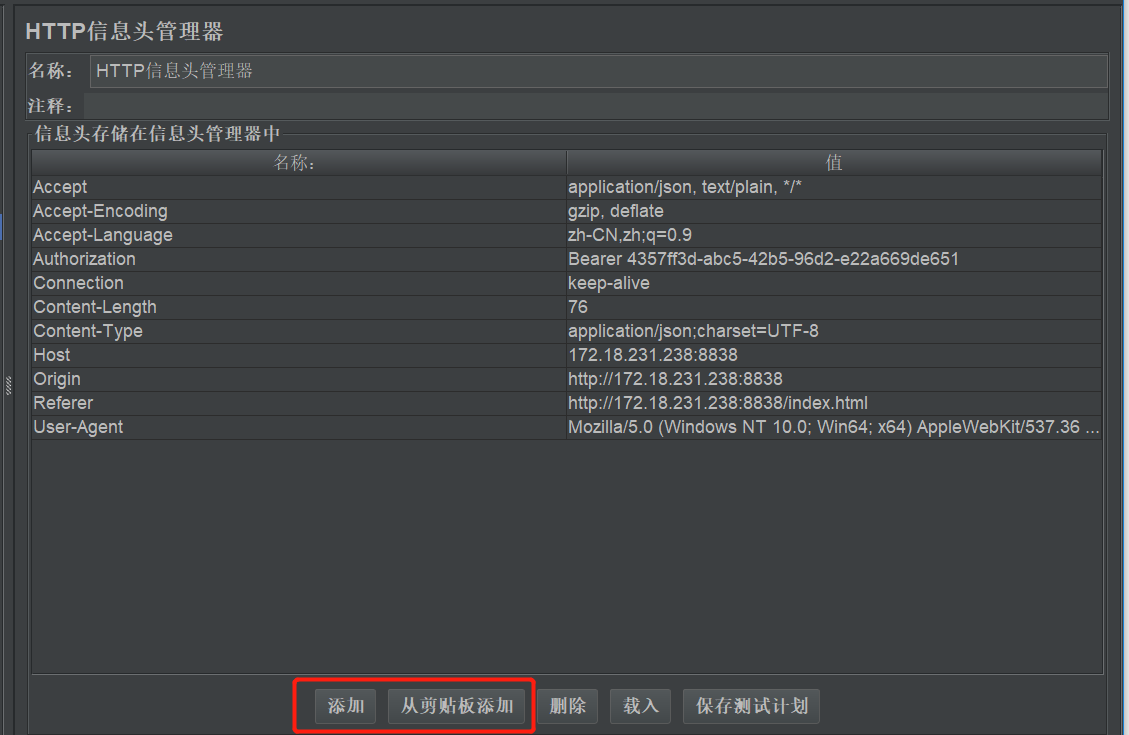 HTTP信息头管理器
名称： HTTP信息头管理器
注释：
信息头存储在信息头管理器中
名称： 值
Accept application/json, text/plain, */*
Accept-Encoding gzip, deflate
Accept-Language zh-CN,zh;q=0.9
Authorization Bearer 4357ff3d-abc5-42b5-96d2-e22a669de651
Connection keep-alive
Content-Length 76
Content-Type application/json;charset=UTF-8
Host 172.18.231.238:8838
Origin http://172.18.231.238:8838
Referer http://172.18.231.238:8838/index.html
User-Agent Mozilla/5.0 (Windows NT 10.0; Win64; x64) AppleWebKit/537.36 ...
添加 从剪贴板添加 删除 载入 保存测试计划